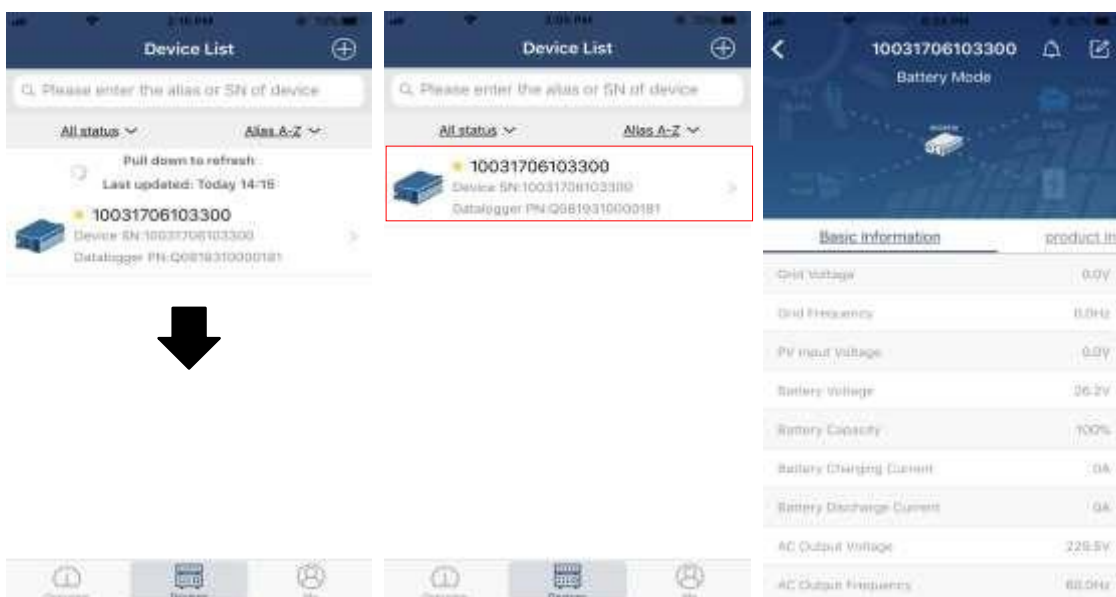 Device List
Please enter the alias or SN of device
All status
Alias A-Z
Pull down to refresh
Last updated: Today 14:15
10031706103300
Device SN:10031706103300
Datalogger PN:Q0819310000181
Device List
Please enter the alias or SN of device
All status
Alias A-Z
10031706103300
Device SN:10031706103300
Datalogger PN:Q0819310000181
10031706103300
Battery Mode
Basic information
product in
Grid Voltage 0.0V
Grid Frequency 0.0Hz
PV input Voltage 0.0V
Battery Voltage 26.2V
Battery Capacity 100%
Battery Charging Current 0A
Battery Discharge Current 0A
AC Output Voltage 229.5V
AC Output Frequency 60.0Hz